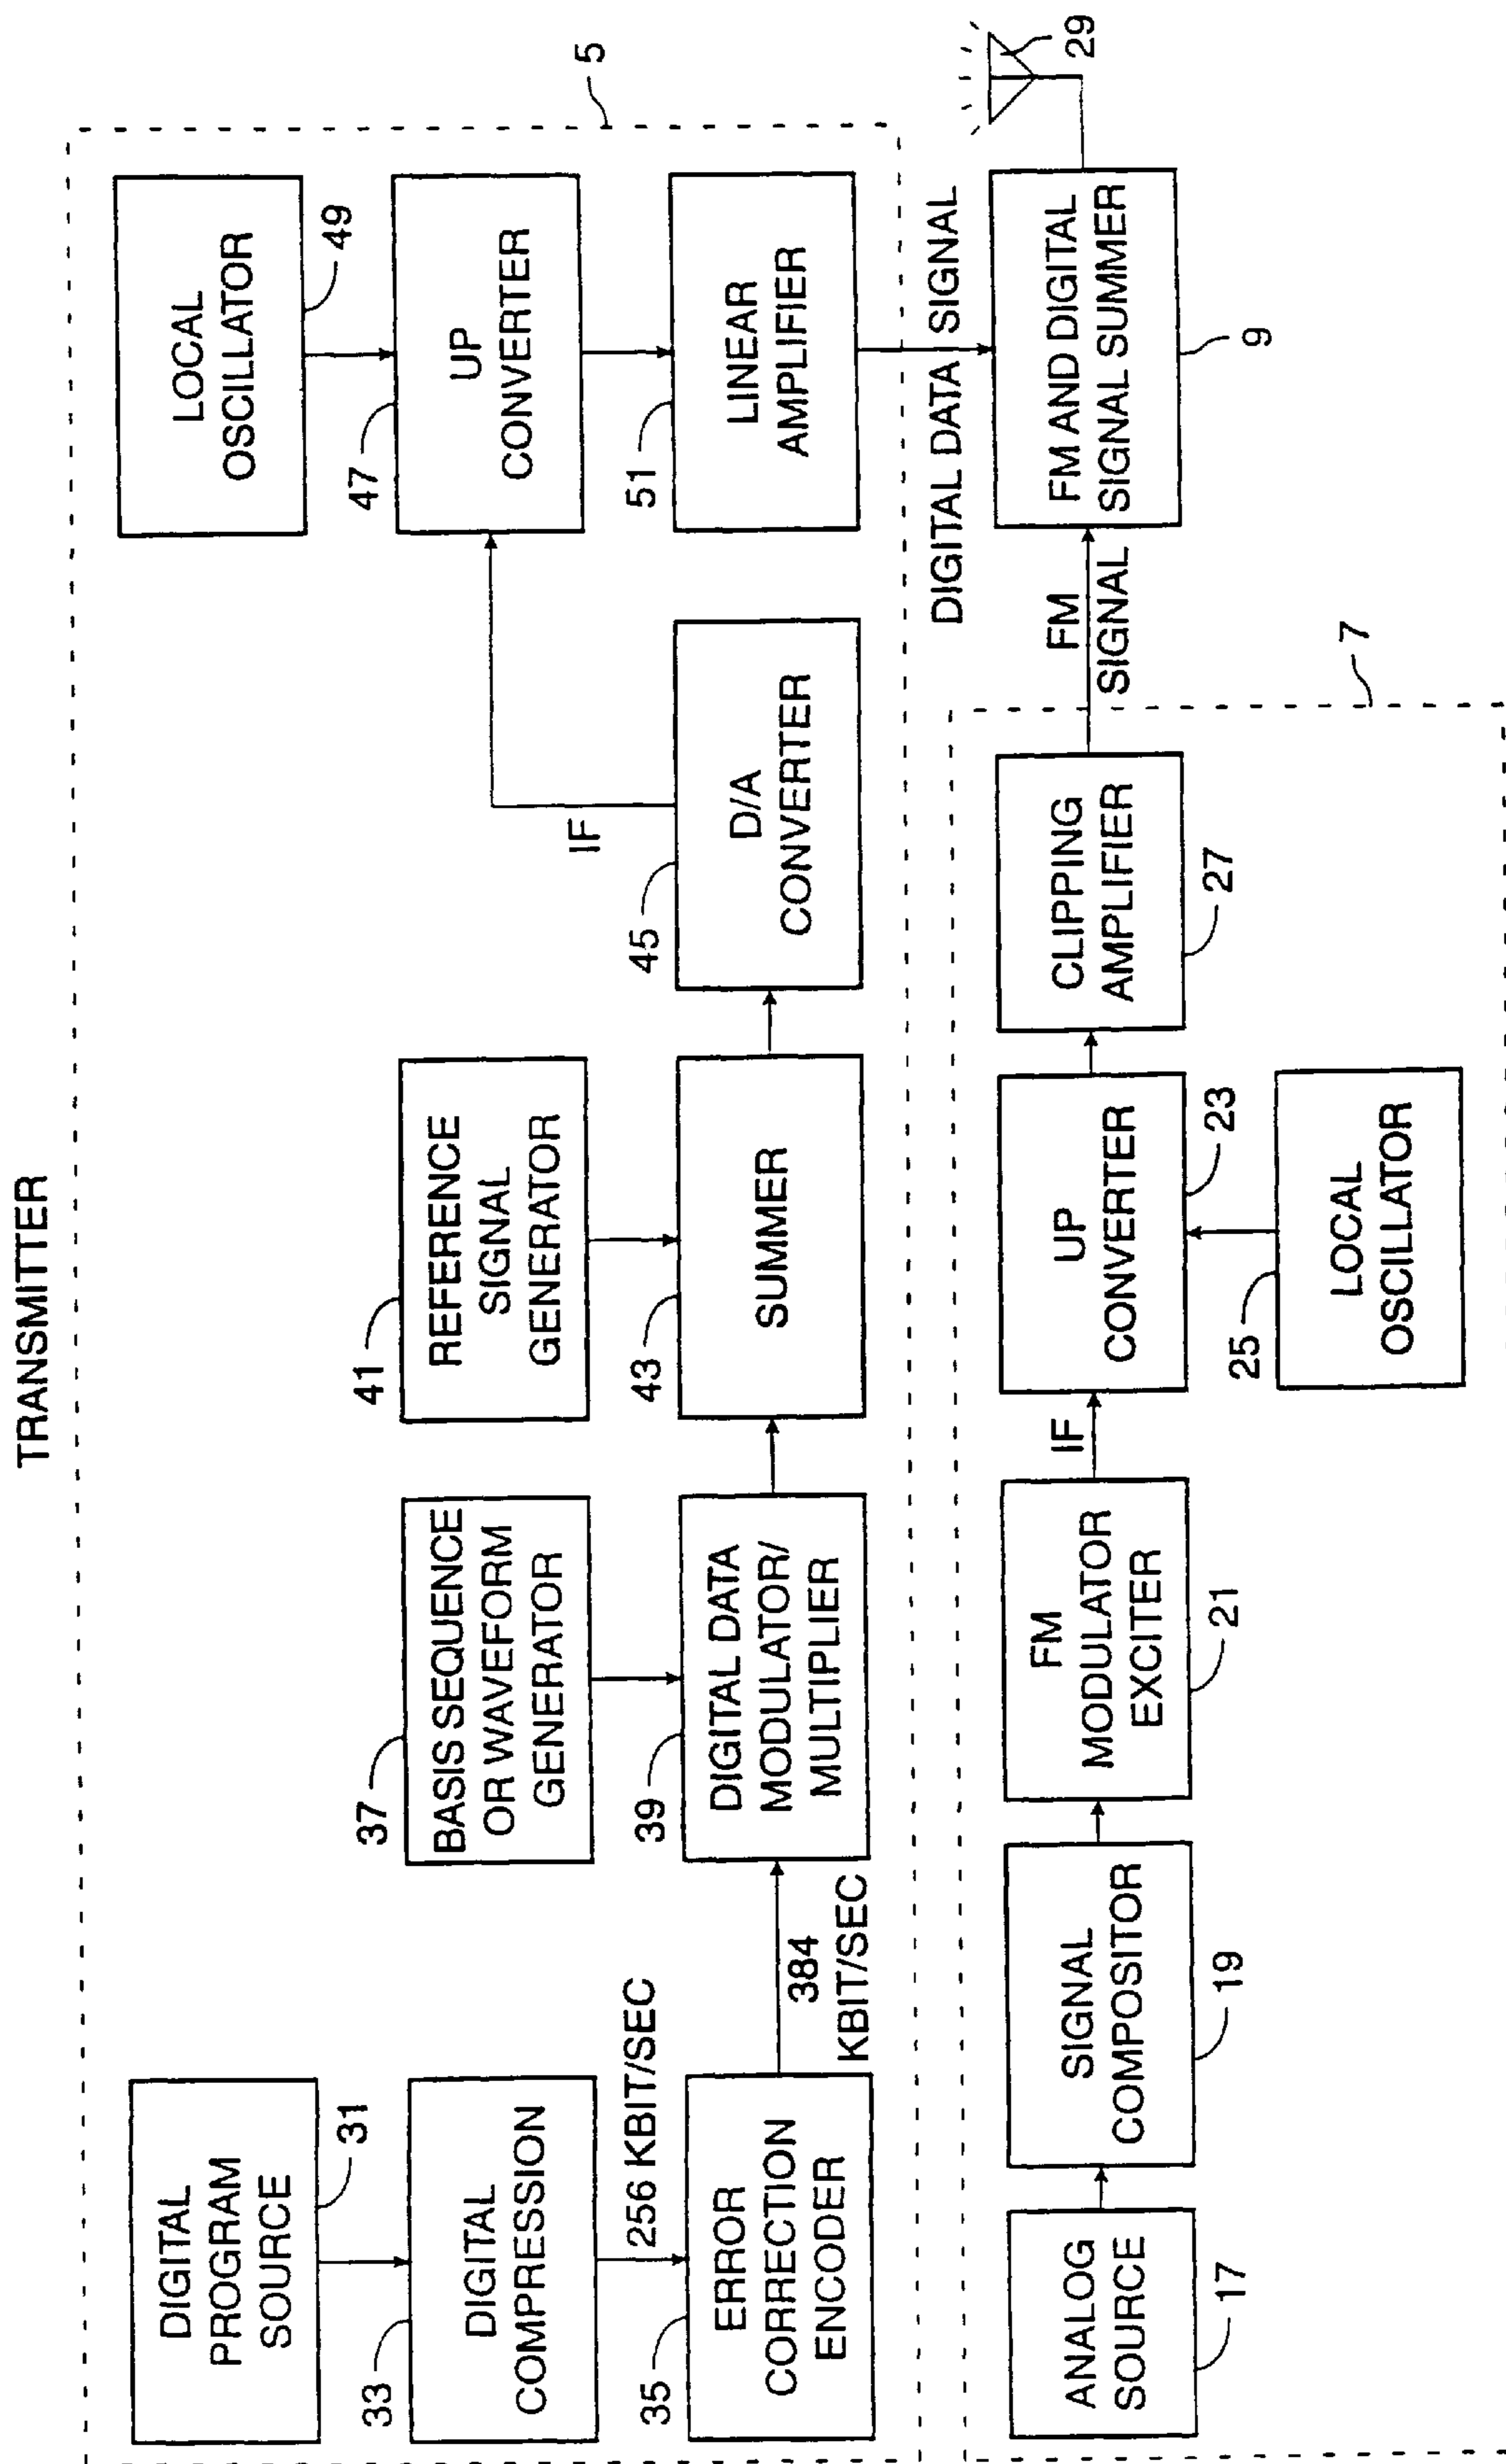 TRANSMITTER
5
DIGITAL
PROGRAM
SOURCE
31
33
DIGITAL
COMPRESSION
256 KBIT/SEC
35
ERROR
CORRECTION
ENCODER
384
KBIT/SEC
37
BASIS SEQUENCE
OR WAVEFORM
GENERATOR
39
DIGITAL DATA
MODULATOR/
MULTIPLIER
41
REFERENCE
SIGNAL
GENERATOR
43
SUMMER
45
D/A
CONVERTER
IF
LOCAL
OSCILLATOR
49
47
UP
CONVERTER
51
LINEAR
AMPLIFIER
DIGITAL DATA SIGNAL
ANALOG
SOURCE
17
SIGNAL
COMPOSITOR
19
FM
MODULATOR
EXCITER
21
IF
UP
CONVERTER
23
25
LOCAL
OSCILLATOR
CLIPPING
AMPLIFIER
27
7
FM
SIGNAL
FM AND DIGITAL
SIGNAL SUMMER
9
29